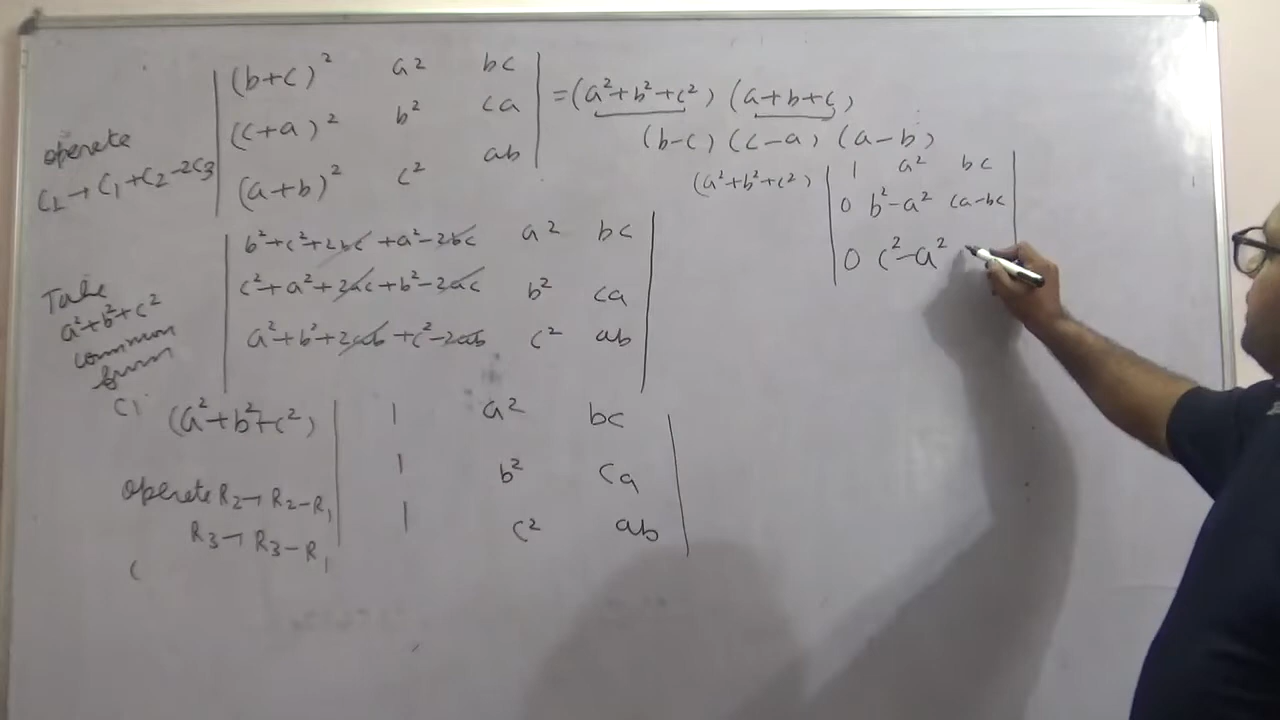 (b+c)² a² bc
(c+a)² b² ca = (a²+b²+c²) (a+b+c)
(a+b)² c² ab (b-c) (c-a) (a-b)
operate
C₁→C₁+C₂-2C₃
b²+c²+2bc+a²-2bc a² bc
c²+a²+2ac+b²-2ac b² ca
a²+b²+2ab+c²-2ab c² ab
Take
a²+b²+c²
common
from
C₁
(a²+b²+c²) 1 a² bc
1 b² ca
1 c² ab
operate R₂→R₂-R₁
R₃→R₃-R₁
(
(a²+b²+c²) 1 a² bc
0 b²-a² ca-bc
0 c²-a²